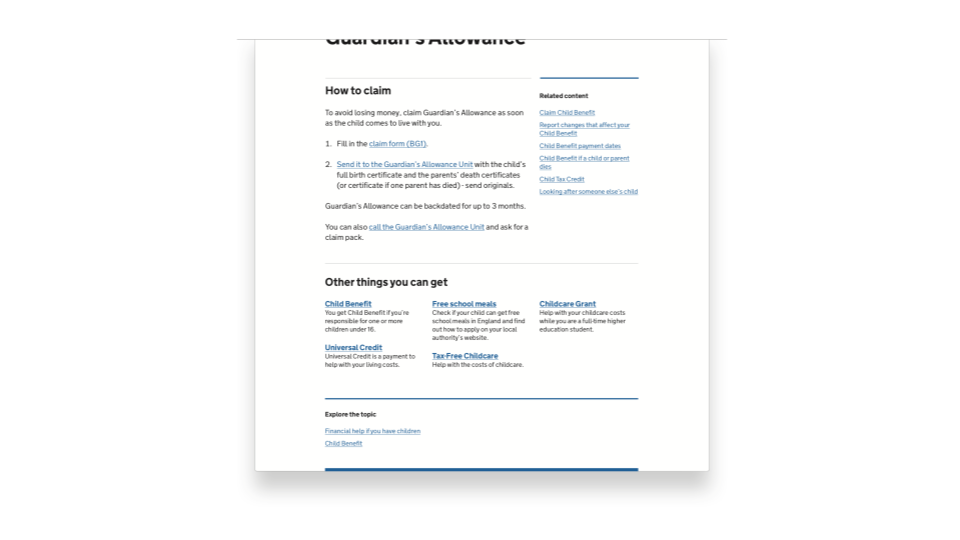 Guardian's Allowance
How to claim
To avoid losing money, claim Guardian's Allowance as soon
as the child comes to live with you.
1. Fill in the claim form (BG1).
2. Send it to the Guardian's Allowance Unit with the child's
full birth certificate and the parents' death certificates
(or certificate if one parent has died) - send originals.
Guardian's Allowance can be backdated for up to 3 months.
You can also call the Guardian's Allowance Unit and ask for a
claim pack.
Related content
Claim Child Benefit
Report changes that affect your
Child Benefit
Child Benefit payment dates
Child Benefit if a child or parent
dies
Child Tax Credit
Looking after someone else's child
Other things you can get
Child Benefit
You get Child Benefit if you're
responsible for one or more
children under 16.
Universal Credit
Universal Credit is a payment to
help with your living costs.
Free school meals
Check if your child can get free
school meals in England and find
out how to apply on your local
authority's website.
Tax-Free Childcare
Help with the costs of childcare.
Childcare Grant
Help with your childcare costs
while you are a full-time higher
education student.
Explore the topic
Financial help if you have children
Child Benefit